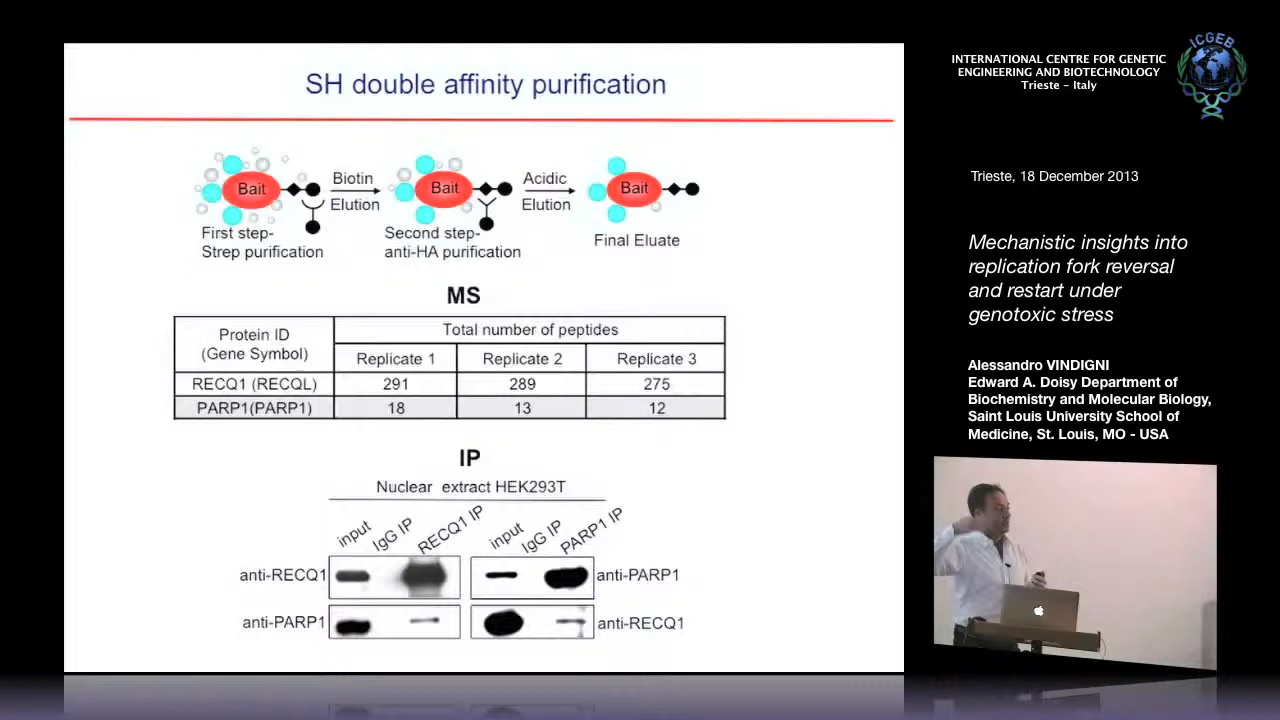 SH double affinity purification
Bait
Biotin
Elution
Bait
Acidic
Elution
Bait
First step-
Strep purification
Second step-
anti-HA purification
Final Eluate
MS
Protein ID
(Gene Symbol)
Total number of peptides
Replicate 1 Replicate 2 Replicate 3
RECQ1 (RECQL) 291 289 275
PARP1(PARP1) 18 13 12
IP
Nuclear extract HEK293T
input IgG IP RECQ1 IP input IgG IP PARP1 IP
anti-RECQ1 anti-PARP1
anti-PARP1 anti-RECQ1
INTERNATIONAL CENTRE FOR GENETIC
ENGINEERING AND BIOTECHNOLOGY
Trieste - Italy
ICGEB
Trieste, 18 December 2013
Mechanistic insights into
replication fork reversal
and restart under
genotoxic stress
Alessandro VINDIGNI
Edward A. Doisy Department of
Biochemistry and Molecular Biology,
Saint Louis University School of
Medicine, St. Louis, MO - USA